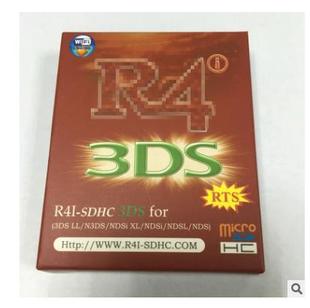 WiFi
R4
3DS
RTS
R4I-SDHC 3DS for
(3DS LL/N3DS/NDSi XL/NDSi/NDSL/NDS)
micro
HC
Http://WWW.R4I-SDHC.COM